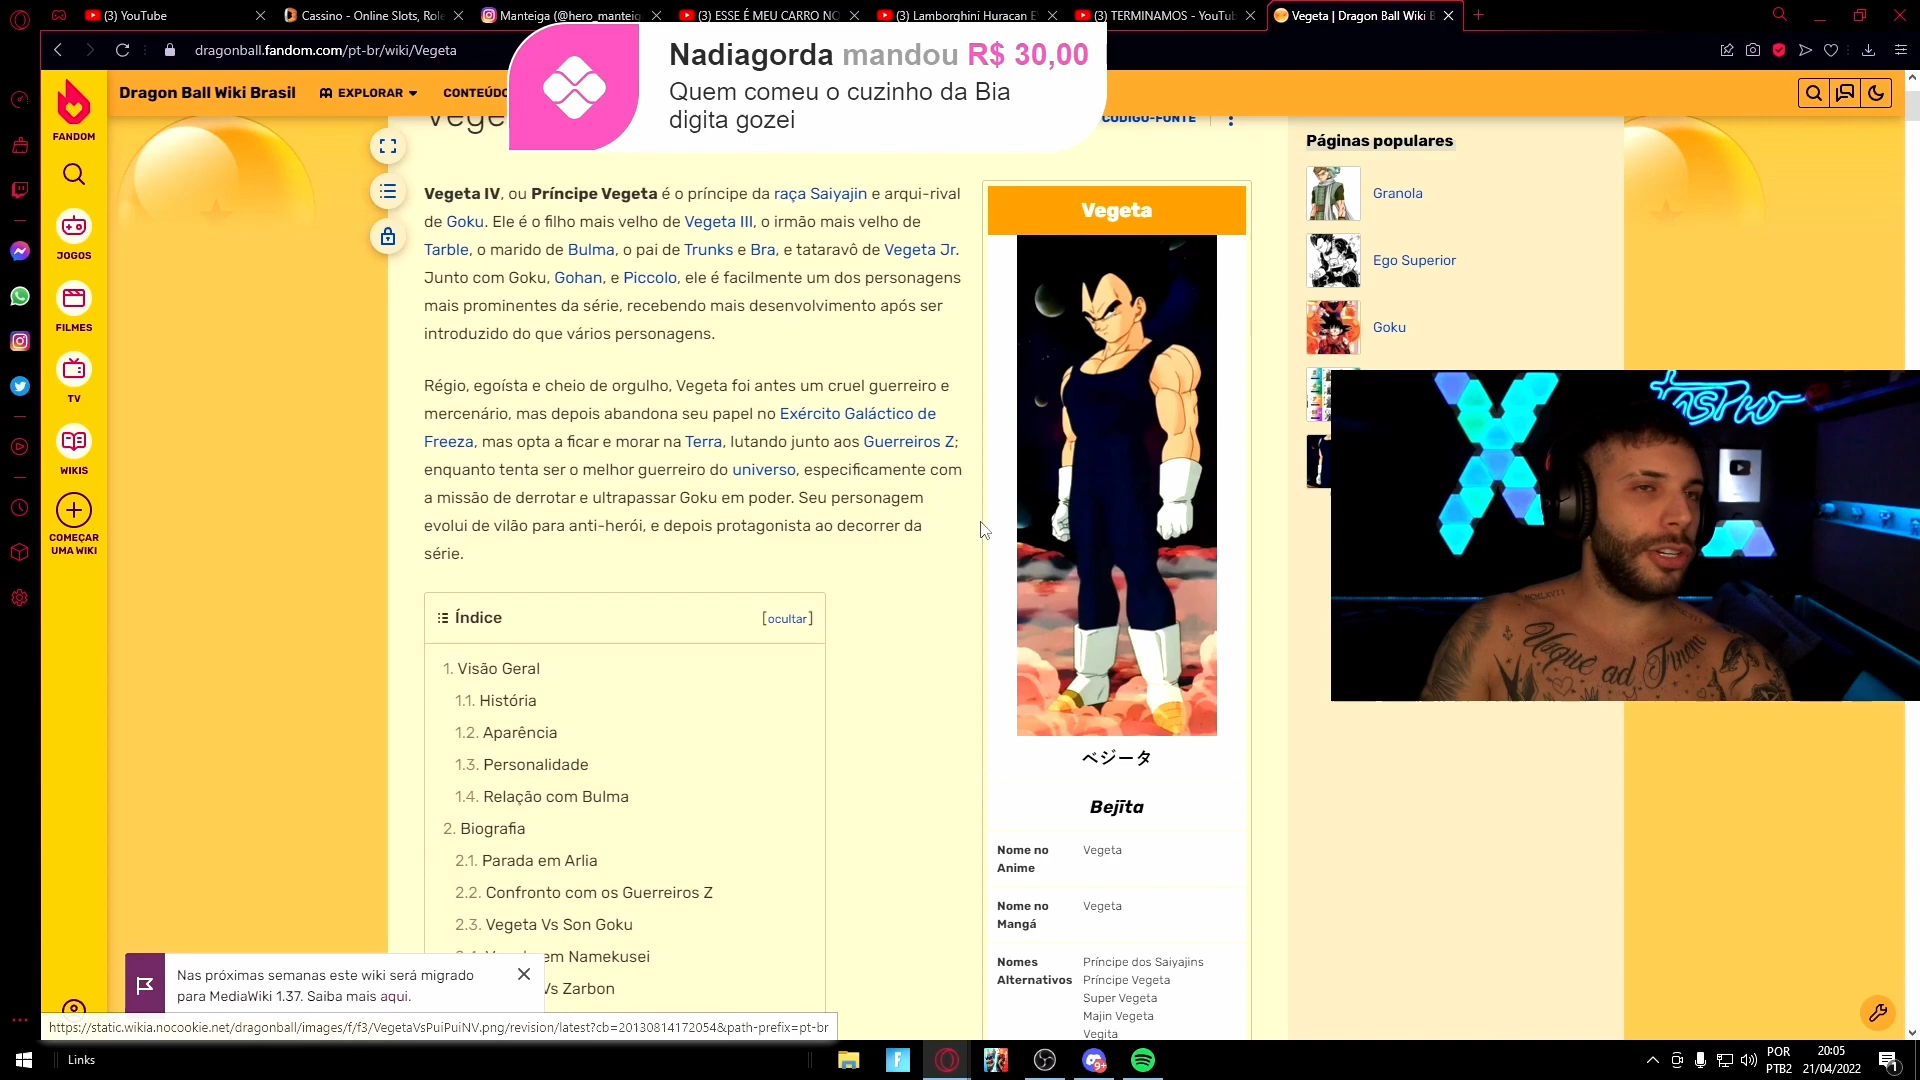 (3) YouTube
Cassino - Online Slots, Role
Manteiga (@hero_manteig
(3) ESSE É MEU CARRO NO
(3) Lamborghini Huracan E
(3) TERMINAMOS - YouTub
Vegeta | Dragon Ball Wiki B
dragonball.fandom.com/pt-br/wiki/Vegeta
Nadiagorda mandou R$ 30,00
Quem comeu o cuzinho da Bia
digita gozei
FANDOM
JOGOS
FILMES
TV
WIKIS
COMEÇAR
UMA WIKI
Dragon Ball Wiki Brasil
EXPLORAR
CONTEÚDO
CÓDIGO-FONTE
Vegeta IV, ou Príncipe Vegeta é o príncipe da raça Saiyajin e arqui-rival
de Goku. Ele é o filho mais velho de Vegeta III, o irmão mais velho de
Tarble, o marido de Bulma, o pai de Trunks e Bra, e tataravô de Vegeta Jr.
Junto com Goku, Gohan, e Piccolo, ele é facilmente um dos personagens
mais prominentes da série, recebendo mais desenvolvimento após ser
introduzido do que vários personagens.
Régio, egoísta e cheio de orgulho, Vegeta foi antes um cruel guerreiro e
mercenário, mas depois abandona seu papel no Exército Galáctico de
Freeza, mas opta a ficar e morar na Terra, lutando junto aos Guerreiros Z;
enquanto tenta ser o melhor guerreiro do universo, especificamente com
a missão de derrotar e ultrapassar Goku em poder. Seu personagem
evolui de vilão para anti-herói, e depois protagonista ao decorrer da
série.
Índice [ocultar]
1. Visão Geral
1.1. História
1.2. Aparência
1.3. Personalidade
1.4. Relação com Bulma
2. Biografia
2.1. Parada em Arlia
2.2. Confronto com os Guerreiros Z
2.3. Vegeta Vs Son Goku
em Namekusei
Vs Zarbon
Vegeta
ベジータ
Bejīta
Nome no
Anime
Vegeta
Nome no
Mangá
Vegeta
Nomes
Alternativos
Príncipe dos Saiyajins
Príncipe Vegeta
Super Vegeta
Majin Vegeta
Vegita
Páginas populares
Granola
Ego Superior
Goku
MCMLXVII
Usque ad Finem
Nas próximas semanas este wiki será migrado
para MediaWiki 1.37. Saiba mais aqui.
https://static.wikia.nocookie.net/dragonball/images/f/f3/VegetaVsPuiPuiNV.png/revision/latest?cb=20130814172054&path-prefix=pt-br
Links
9+
POR
PTB2
20:05
21/04/2022
1